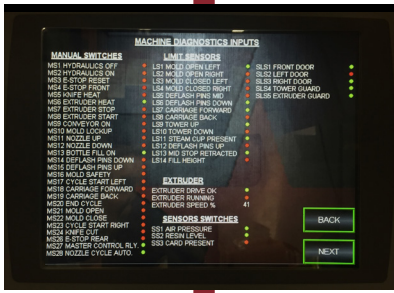 MACHINE DIAGNOSTICS INPUTS
MANUAL SWITCHES
MS1 HYDRAULICS OFF
MS2 HYDRAULICS ON
MS3 E-STOP RESET
MS4 E-STOP FRONT
MS5 KNIFE HEAT
MS6 EXTRUDER HEAT
MS7 EXTRUDER STOP
MS8 EXTRUDER START
MS9 CONVEYOR ON
MS10 MOLD LOCKUP
MS11 NOZZLE UP
MS12 NOZZLE DOWN
MS13 BOTTLE FILL ON
MS14 DEFLASH PINS DOWN
MS15 DEFLASH PINS UP
MS16 MOLD SAFETY
MS17 CYCLE START LEFT
MS18 CARRIAGE FORWARD
MS19 CARRIAGE BACK
MS20 END CYCLE
MS21 MOLD OPEN
MS22 MOLD CLOSE
MS23 CYCLE START RIGHT
MS24 KNIFE CUT
MS26 E-STOP REAR
MS27 MASTER CONTROL RLY.
MS28 NOZZLE CYCLE AUTO.
LIMIT SENSORS
LS1 MOLD OPEN LEFT
LS2 MOLD OPEN RIGHT
LS3 MOLD CLOSED LEFT
LS4 MOLD CLOSED RIGHT
LS5 DEFLASH PINS MID
LS6 DEFLASH PINS DOWN
LS7 CARRIAGE FORWARD
LS8 CARRIAGE BACK
LS9 TOWER UP
LS10 TOWER DOWN
LS11 STEAM CUP PRESENT
LS12 DEFLASH PINS UP
LS13 MID STOP RETRACTED
LS14 FILL HEIGHT
EXTRUDER
EXTRUDER DRIVE OK
EXTRUDER RUNNING
EXTRUDER SPEED % 41
SENSORS SWITCHES
SS1 AIR PRESSURE
SS2 RESIN LEVEL
SS3 CARD PRESENT
SLS1 FRONT DOOR
SLS2 LEFT DOOR
SLS3 RIGHT DOOR
SLS4 TOWER GUARD
SLS5 EXTRUDER GUARD
BACK
NEXT